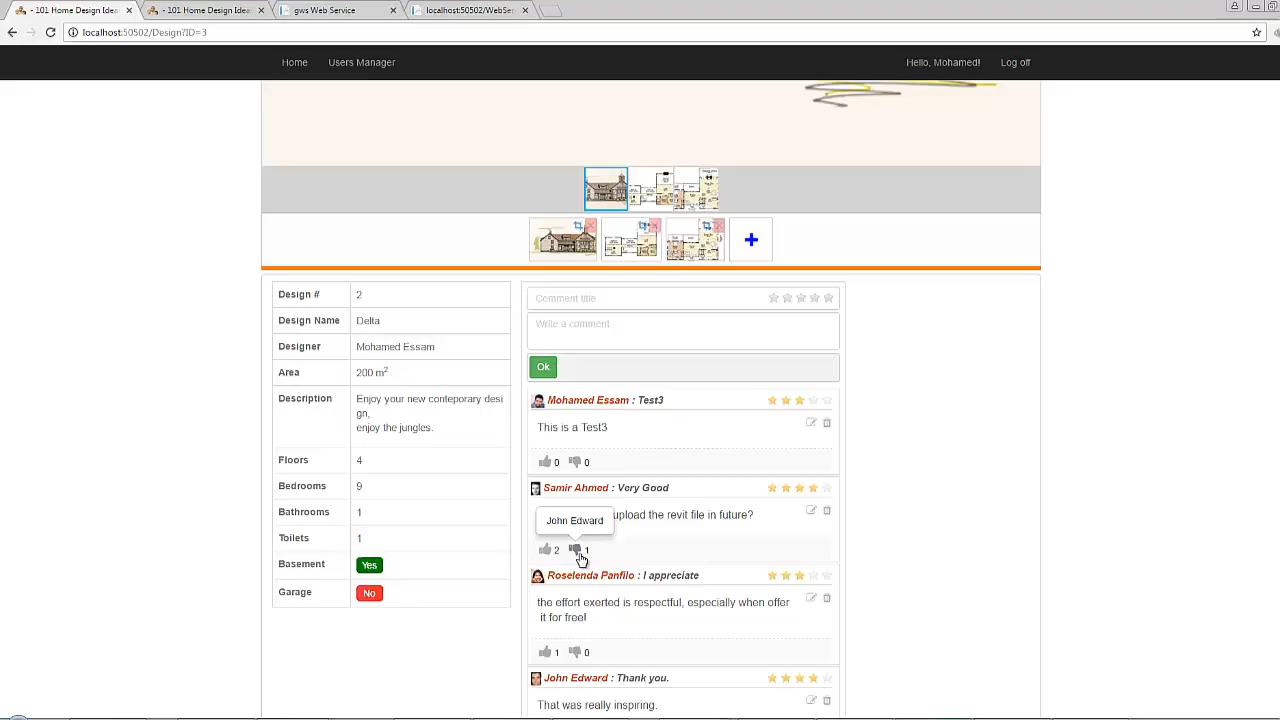 - 101 Home Design Idea
- 101 Home Design Idea
gws Web Service
localhost:50502/WebSer
localhost:50502/Design?ID=3
Home
Users Manager
Hello, Mohamed!
Log off
Design #
2
Design Name
Delta
Designer
Mohamed Essam
Area
200 m²
Description
Enjoy your new conteporary desi
gn,
enjoy the jungles.
Floors
4
Bedrooms
9
Bathrooms
1
Toilets
1
Basement
Yes
Garage
No
Comment title
Write a comment
Ok
Mohamed Essam : Test3
This is a Test3
0 0
Samir Ahmed : Very Good
upload the revit file in future?
John Edward
2 1
Roselenda Panfilo : I appreciate
the effort exerted is respectful, especially when offer
it for free!
1 0
John Edward : Thank you.
That was really inspiring.